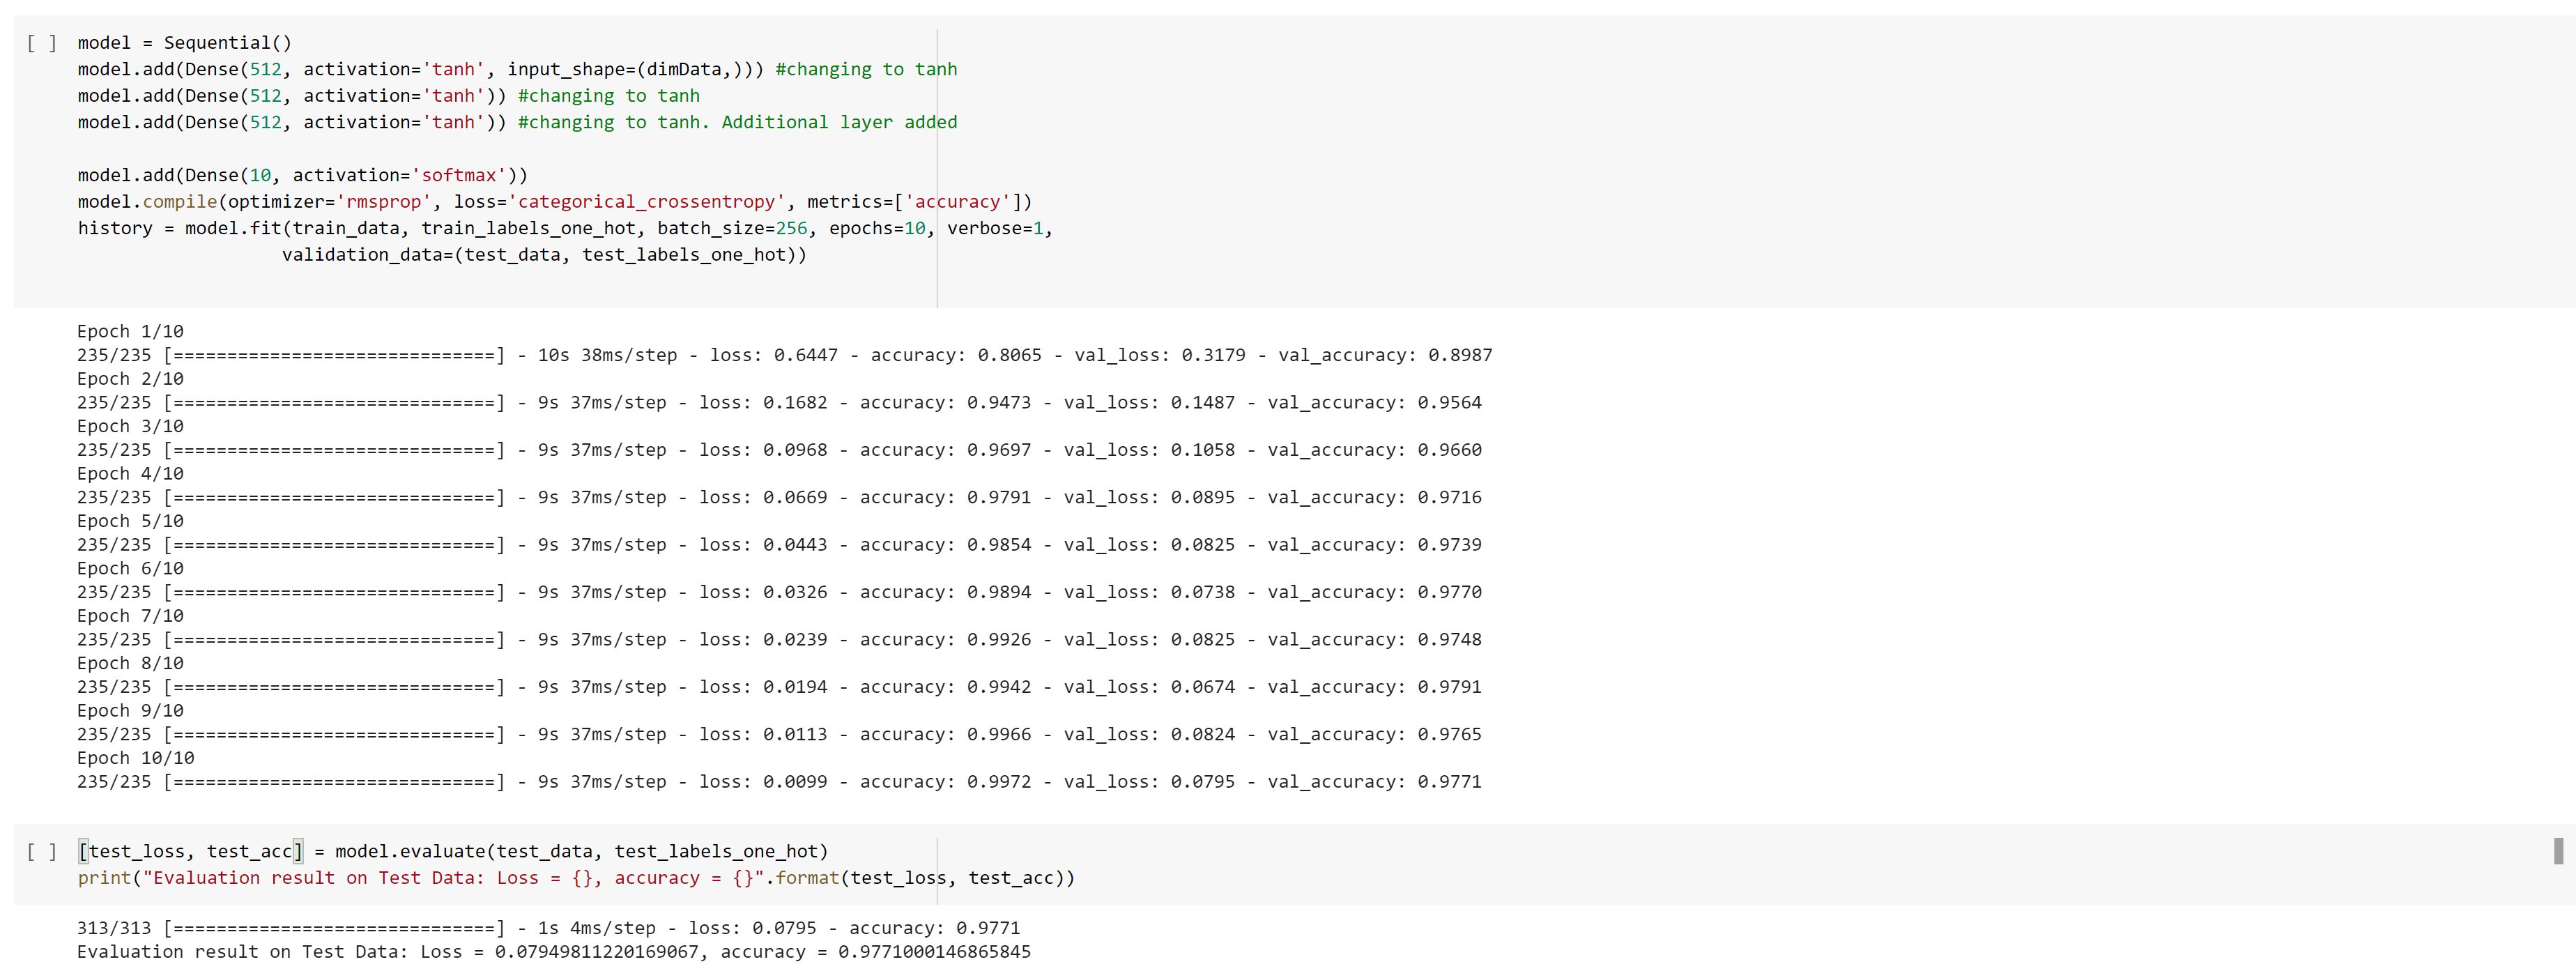 [ ] model = Sequential()
model.add(Dense(512, activation='tanh', input_shape=(dimData,))) #changing to tanh
model.add(Dense(512, activation='tanh')) #changing to tanh
model.add(Dense(512, activation='tanh')) #changing to tanh. Additional layer added
model.add(Dense(10, activation='softmax'))
model.compile(optimizer='rmsprop', loss='categorical_crossentropy', metrics=['accuracy'])
history = model.fit(train_data, train_labels_one_hot, batch_size=256, epochs=10, verbose=1,
validation_data=(test_data, test_labels_one_hot))
Epoch 1/10
235/235 [==============================] - 10s 38ms/step - loss: 0.6447 - accuracy: 0.8065 - val_loss: 0.3179 - val_accuracy: 0.8987
Epoch 2/10
235/235 [==============================] - 9s 37ms/step - loss: 0.1682 - accuracy: 0.9473 - val_loss: 0.1487 - val_accuracy: 0.9564
Epoch 3/10
235/235 [==============================] - 9s 37ms/step - loss: 0.0968 - accuracy: 0.9697 - val_loss: 0.1058 - val_accuracy: 0.9660
Epoch 4/10
235/235 [==============================] - 9s 37ms/step - loss: 0.0669 - accuracy: 0.9791 - val_loss: 0.0895 - val_accuracy: 0.9716
Epoch 5/10
235/235 [==============================] - 9s 37ms/step - loss: 0.0443 - accuracy: 0.9854 - val_loss: 0.0825 - val_accuracy: 0.9739
Epoch 6/10
235/235 [==============================] - 9s 37ms/step - loss: 0.0326 - accuracy: 0.9894 - val_loss: 0.0738 - val_accuracy: 0.9770
Epoch 7/10
235/235 [==============================] - 9s 37ms/step - loss: 0.0239 - accuracy: 0.9926 - val_loss: 0.0825 - val_accuracy: 0.9748
Epoch 8/10
235/235 [==============================] - 9s 37ms/step - loss: 0.0194 - accuracy: 0.9942 - val_loss: 0.0674 - val_accuracy: 0.9791
Epoch 9/10
235/235 [==============================] - 9s 37ms/step - loss: 0.0113 - accuracy: 0.9966 - val_loss: 0.0824 - val_accuracy: 0.9765
Epoch 10/10
235/235 [==============================] - 9s 37ms/step - loss: 0.0099 - accuracy: 0.9972 - val_loss: 0.0795 - val_accuracy: 0.9771
[ ] [test_loss, test_acc] = model.evaluate(test_data, test_labels_one_hot)
print("Evaluation result on Test Data: Loss = {}, accuracy = {}".format(test_loss, test_acc))
313/313 [==============================] - 1s 4ms/step - loss: 0.0795 - accuracy: 0.9771
Evaluation result on Test Data: Loss = 0.07949811220169067, accuracy = 0.9771000146865845